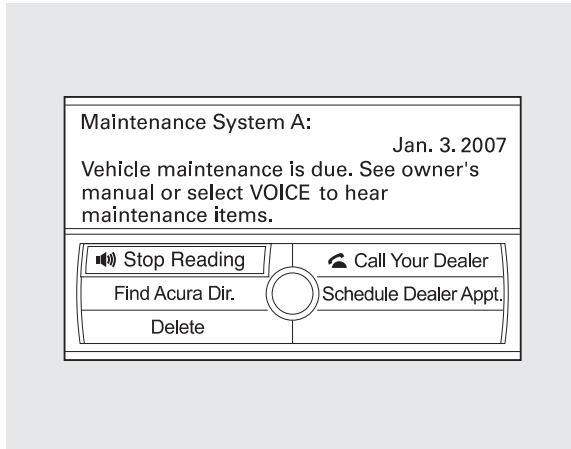 Maintenance System A:
Jan. 3. 2007
Vehicle maintenance is due. See owner's
manual or select VOICE to hear
maintenance items.
Stop Reading
Call Your Dealer
Find Acura Dir.
Schedule Dealer Appt.
Delete